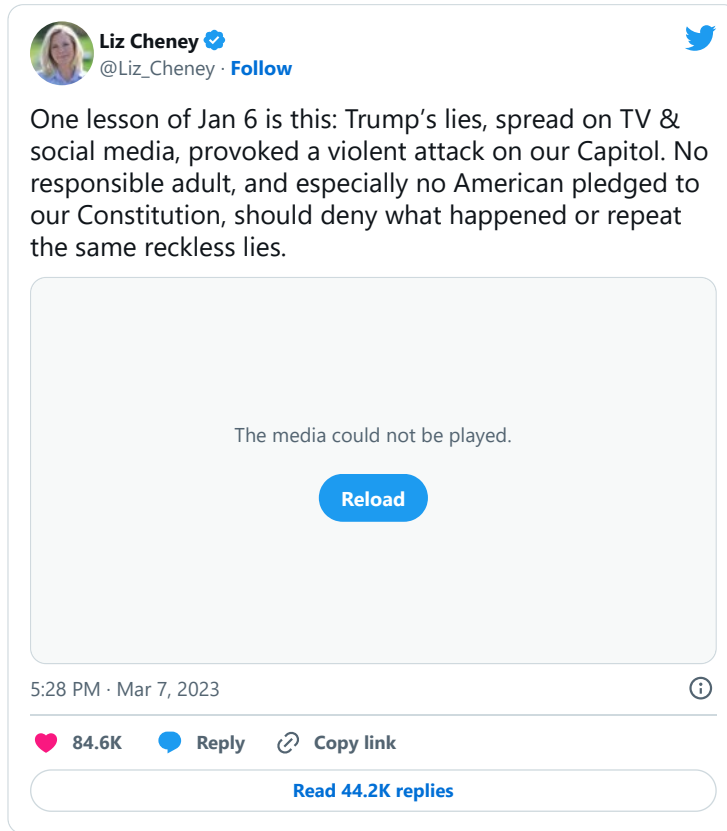 Liz Cheney
@Liz_Cheney · Follow
One lesson of Jan 6 is this: Trump’s lies, spread on TV &
social media, provoked a violent attack on our Capitol. No
responsible adult, and especially no American pledged to
our Constitution, should deny what happened or repeat
the same reckless lies.
The media could not be played.
Reload
5:28 PM · Mar 7, 2023
84.6K Reply Copy link
Read 44.2K replies